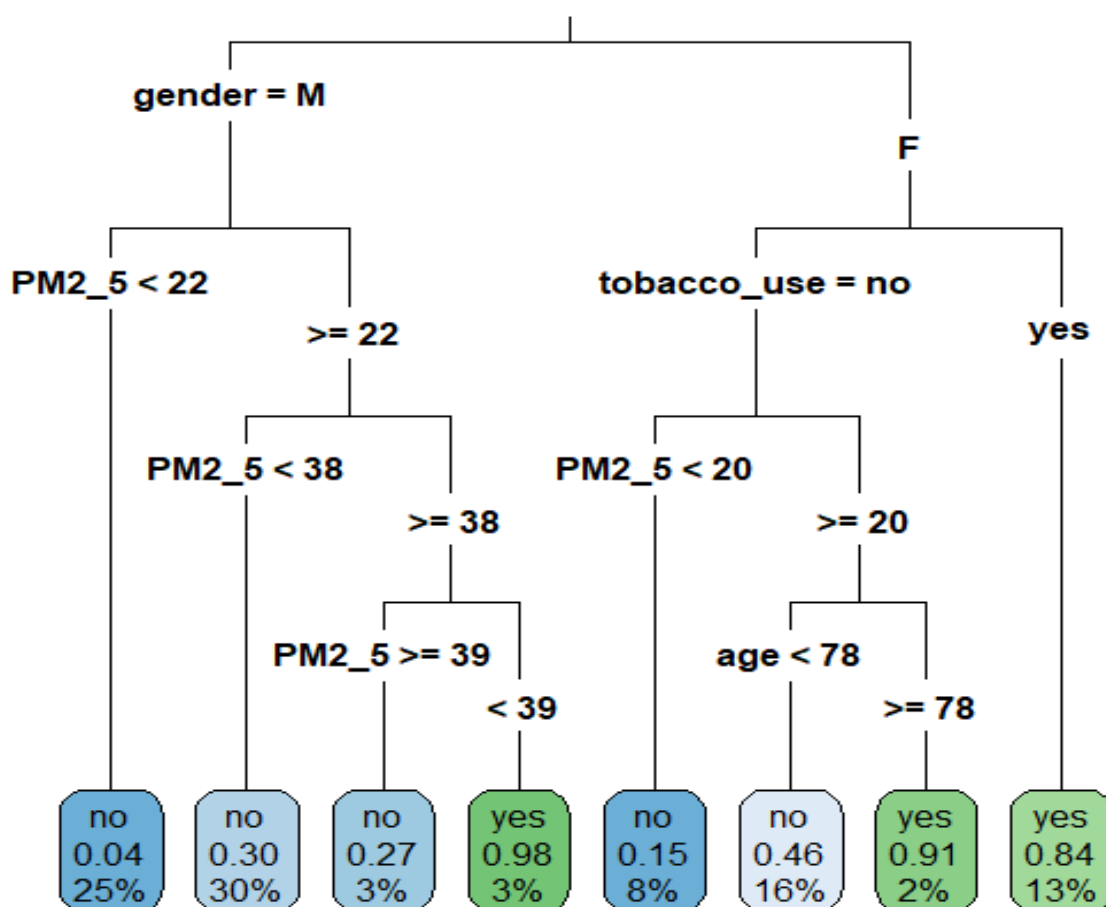 gender = M
F
PM2_5 < 22
tobacco_use = no
>= 22
yes
PM2_5 < 38
PM2_5 < 20
>= 38
>= 20
PM2_5 >= 39
age < 78
< 39
>= 78
no
0.04
25%
no
0.30
30%
no
0.27
3%
yes
0.98
3%
no
0.15
8%
no
0.46
16%
yes
0.91
2%
yes
0.84
13%